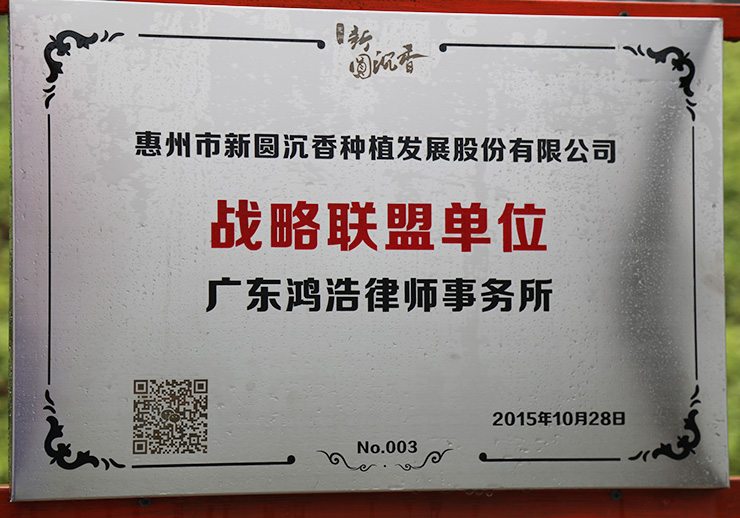 新
圆沉香
惠州市新圆沉香种植发展股份有限公司
战略联盟单位
广东鸿浩律师事务所
2015年10月28日
No.003